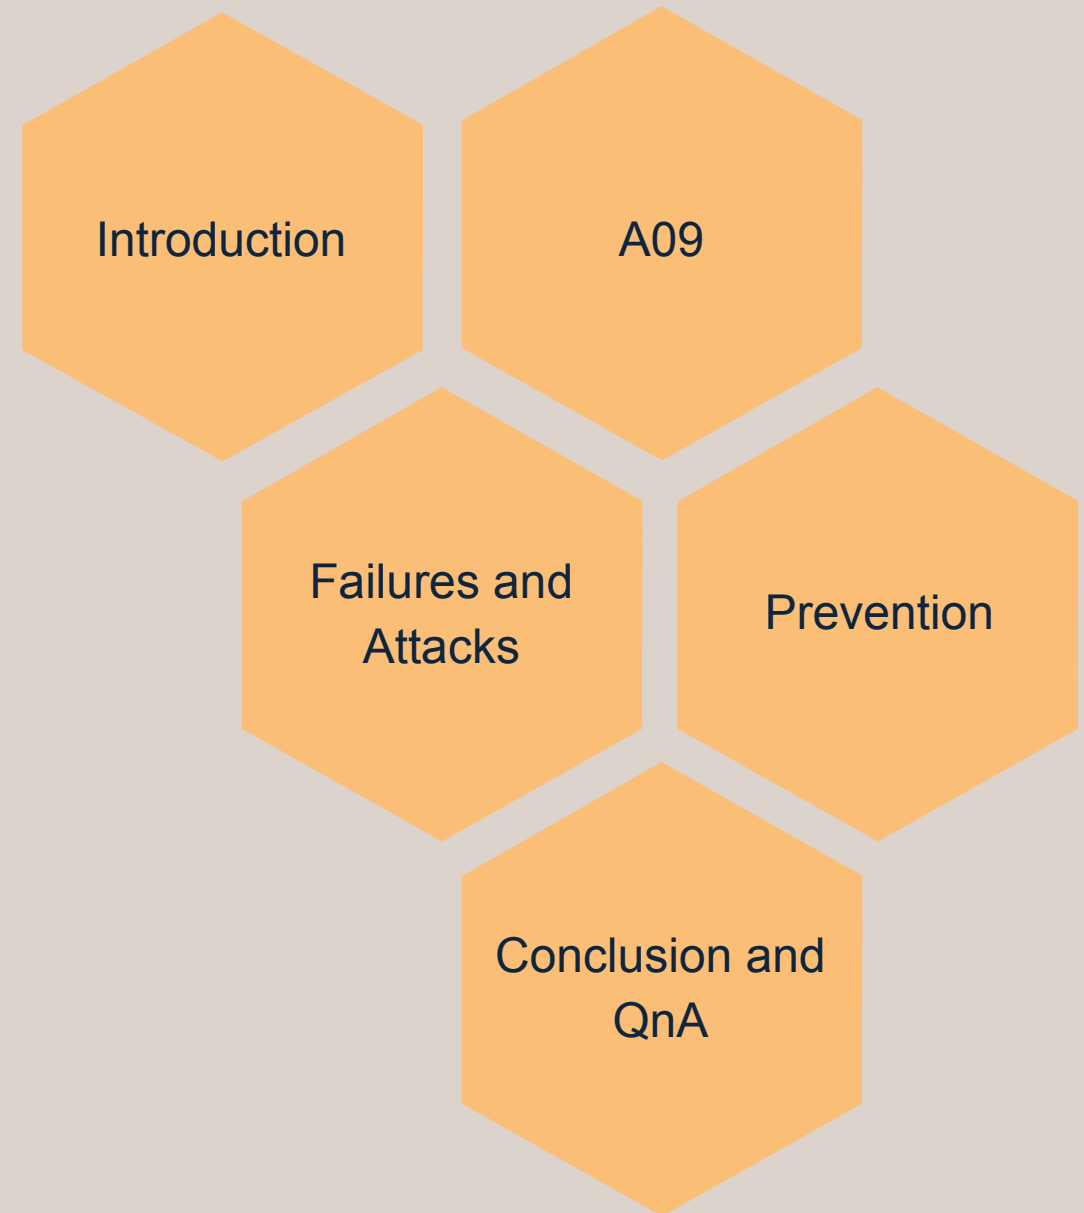 Introduction
A09
Failures and
Attacks
Prevention
Conclusion and
QnA